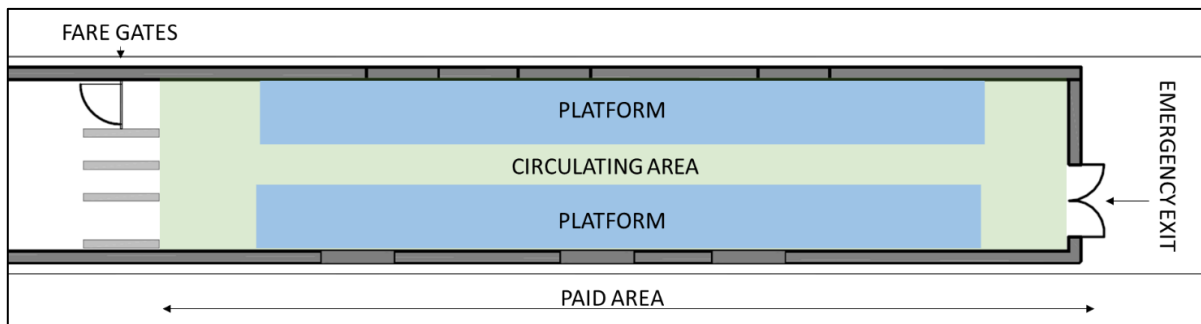 FARE GATES
PLATFORM
CIRCULATING AREA
PLATFORM
EMERGENCY EXIT
PAID AREA